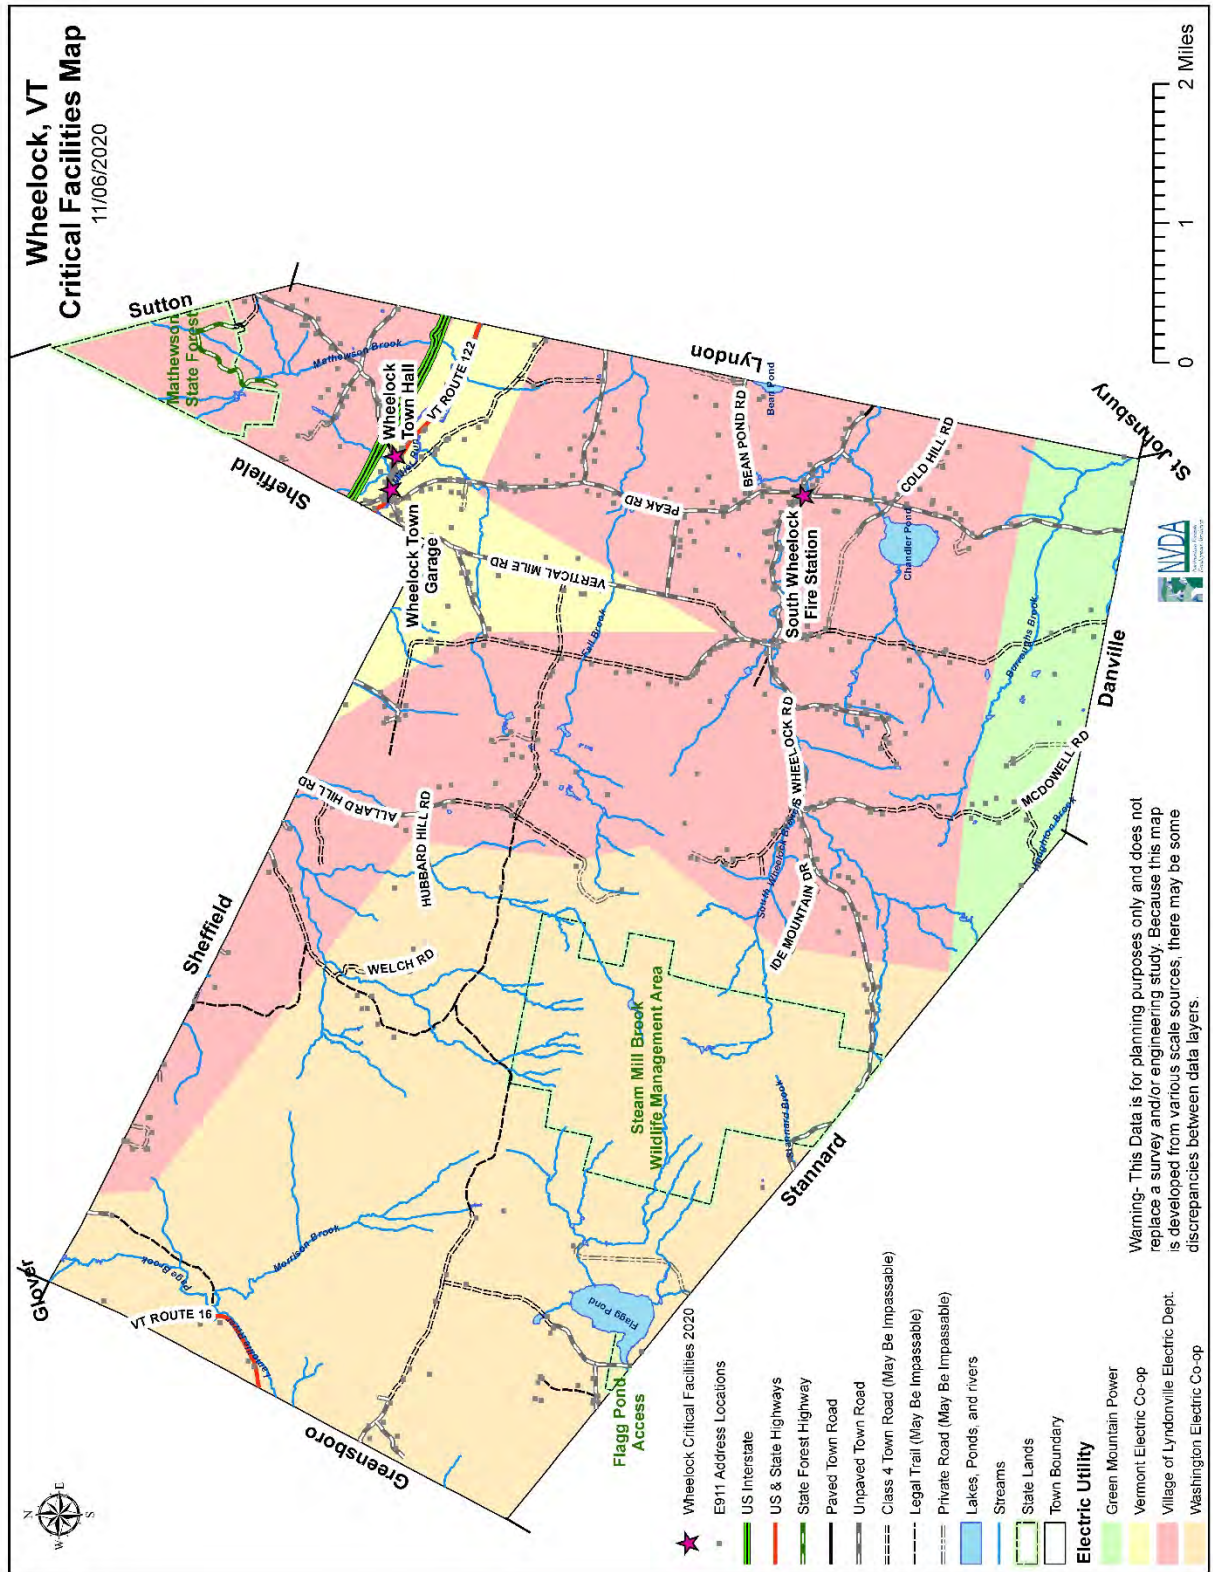 Wheelock, VT
Critical Facilities Map
11/06/2020
N
E
S
W
Glover
Sheffield
Sheffield
Sutton
Lyndon
St Johnsbury
Danville
Stannard
Greensboro
Mathewson
State Forest
Mathewson Brook
Wheelock
Town Hall
VT ROUTE 122
Wheelock Town
Garage
VERTICAL MILE RD
PEAK RD
BEAN POND RD
Bean Pond
South Wheelock
Fire Station
COLD HILL RD
Chandler Pond
Burroughs Brook
MCDOWELL RD
Houghton Brook
S WHEELOCK RD
South Wheelock Branch
IDE MOUNTAIN DR
ALLARD HILL RD
HUBBARD HILL RD
WELCH RD
Steam Mill Brook
Wildlife Management Area
Stannard Brook
Page Brook
Morrison Brook
VT ROUTE 16
Flagg Pond
Flagg Pond
Access
Wheelock Critical Facilities 2020
E911 Address Locations
US Interstate
US & State Highways
State Forest Highway
Paved Town Road
Unpaved Town Road
Class 4 Town Road (May Be Impassable)
Legal Trail (May Be Impassable)
Private Road (May Be Impassable)
Lakes, Ponds, and rivers
Streams
State Lands
Town Boundary
Electric Utility
Green Mountain Power
Vermont Electric Co-op
Village of Lyndonville Electric Dept.
Washington Electric Co-op
Warning- This Data is for planning purposes only and does not
replace a survey and/or engineering study. Because this map
is developed from various scale sources, there may be some
discrepancies between data layers.
NVDA
0 1 2 Miles